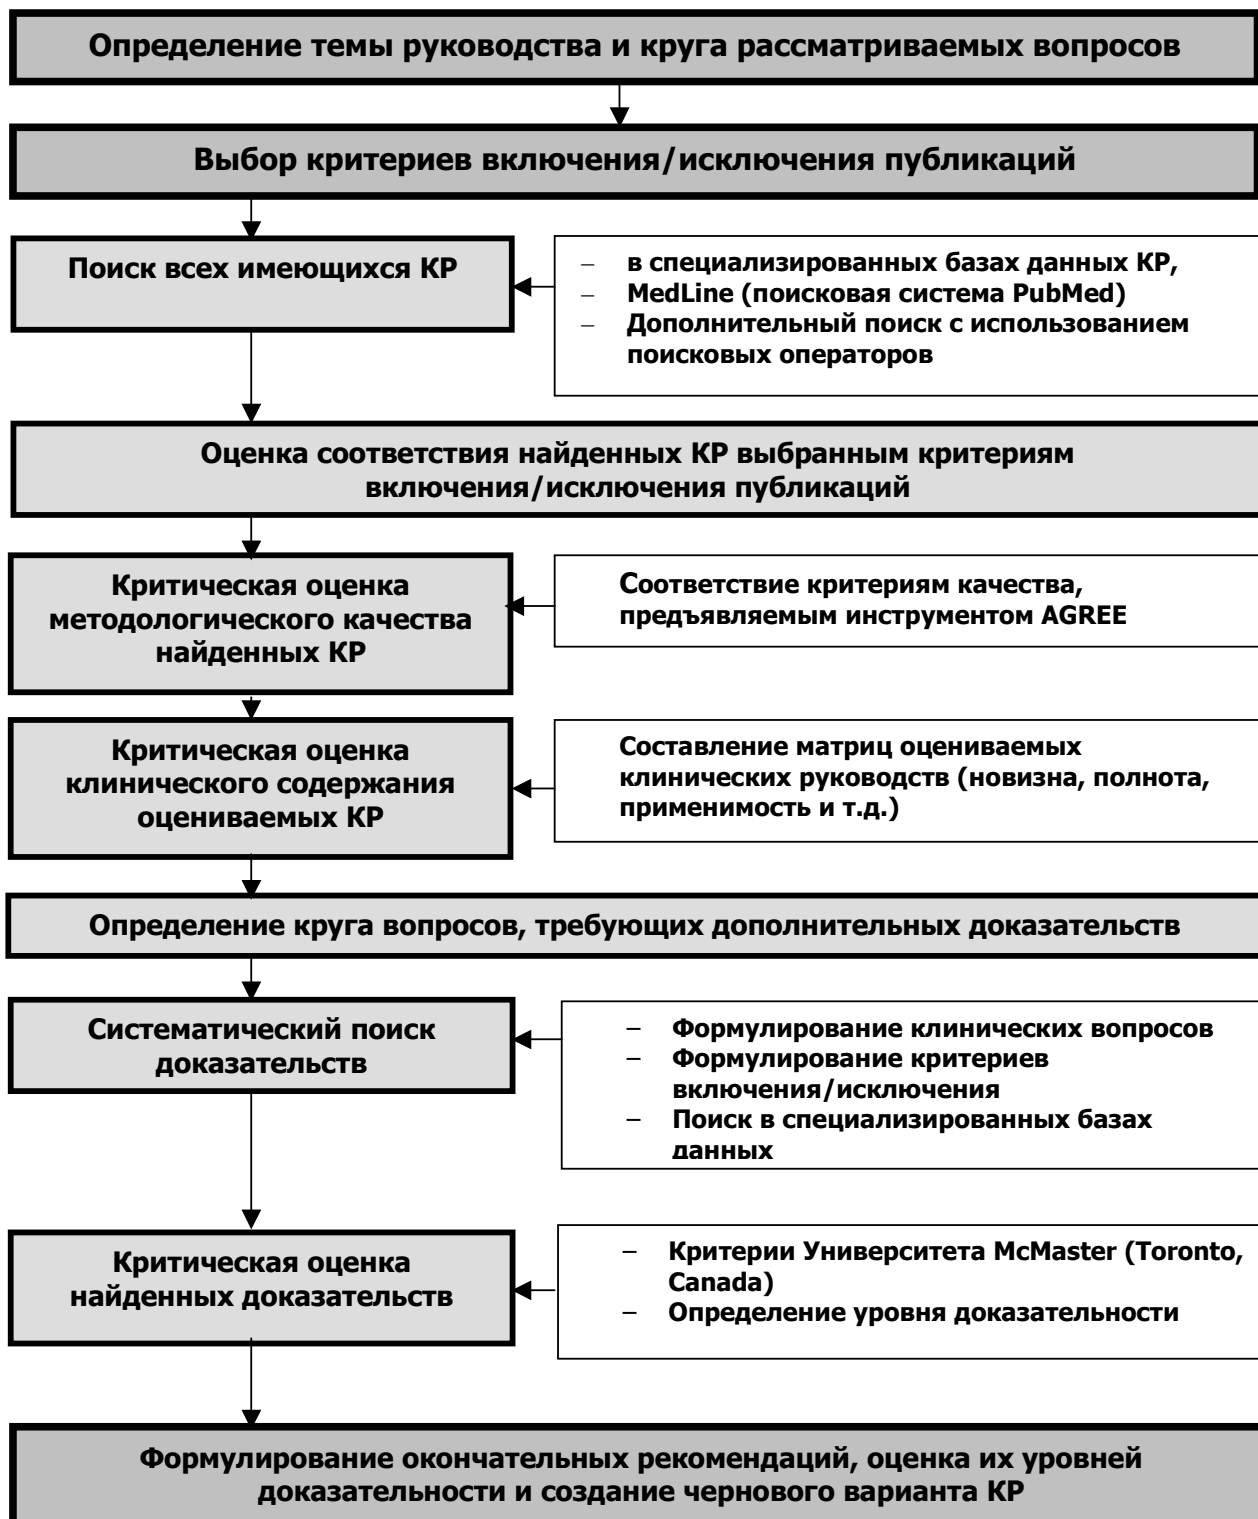 Определение темы руководства и круга рассматриваемых вопросов
Выбор критериев включения/исключения публикаций
Поиск всех имеющихся КР
– в специализированных базах данных КР,
– MedLine (поисковая система PubMed)
– Дополнительный поиск с использованием
поисковых операторов
Оценка соответствия найденных КР выбранным критериям
включения/исключения публикаций
Критическая оценка
методологического качества
найденных КР
Соответствие критериям качества,
предъявляемым инструментом AGREE
Критическая оценка
клинического содержания
оцениваемых КР
Составление матриц оцениваемых
клинических руководств (новизна, полнота,
применимость и т.д.)
Определение круга вопросов, требующих дополнительных доказательств
Систематический поиск
доказательств
– Формулирование клинических вопросов
– Формулирование критериев
включения/исключения
– Поиск в специализированных базах
данных
Критическая оценка
найденных доказательств
– Критерии Университета McMaster (Toronto,
Canada)
– Определение уровня доказательности
Формулирование окончательных рекомендаций, оценка их уровней
доказательности и создание чернового варианта КР